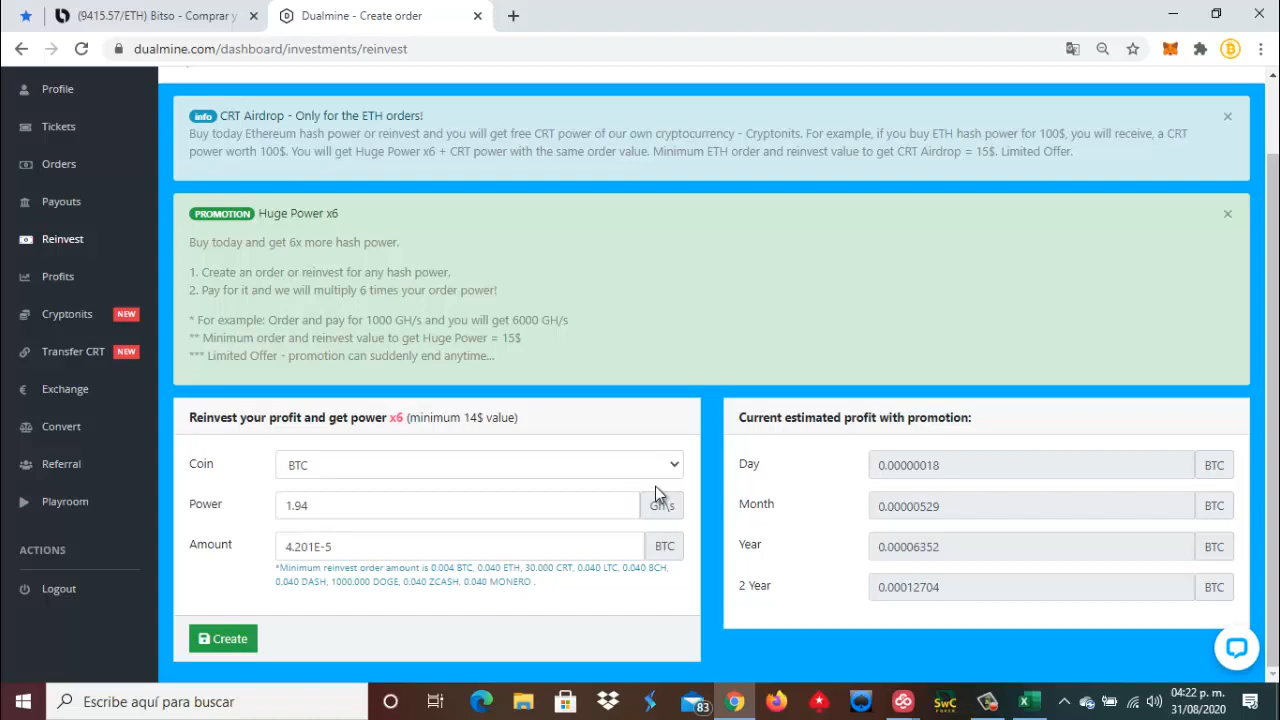 (9415.57/ETH) Bitso - Comprar y
Dualmine - Create order
dualmine.com/dashboard/investments/reinvest
Profile
Tickets
Orders
Payouts
Reinvest
Profits
Cryptonits NEW
Transfer CRT NEW
Exchange
Convert
Referral
Playroom
ACTIONS
Logout
info CRT Airdrop - Only for the ETH orders!
Buy today Ethereum hash power or reinvest and you will get free CRT power of our own cryptocurrency - Cryptonits. For example, if you buy ETH hash power for 100$, you will receive, a CRT
power worth 100$. You will get Huge Power x6 + CRT power with the same order value. Minimum ETH order and reinvest value to get CRT Airdrop = 15$. Limited Offer.
PROMOTION Huge Power x6
Buy today and get 6x more hash power.
1. Create an order or reinvest for any hash power.
2. Pay for it and we will multiply 6 times your order power!
* For example: Order and pay for 1000 GH/s and you will get 6000 GH/s
** Minimum order and reinvest value to get Huge Power = 15$
*** Limited Offer - promotion can suddenly end anytime...
Reinvest your profit and get power x6 (minimum 14$ value)
Coin BTC
Power 1.94 GH\s
Amount 4.201E-5 BTC
*Minimum reinvest order amount is 0.004 BTC, 0.040 ETH, 30.000 CRT, 0.040 LTC, 0.040 BCH,
0.040 DASH, 1000.000 DOGE, 0.040 ZCASH, 0.040 MONERO .
Create
Current estimated profit with promotion:
Day 0.00000018 BTC
Month 0.00000529 BTC
Year 0.00006352 BTC
2 Year 0.00012704 BTC
Escribe aquí para buscar
83
SwC
POKER
04:22 p. m.
31/08/2020